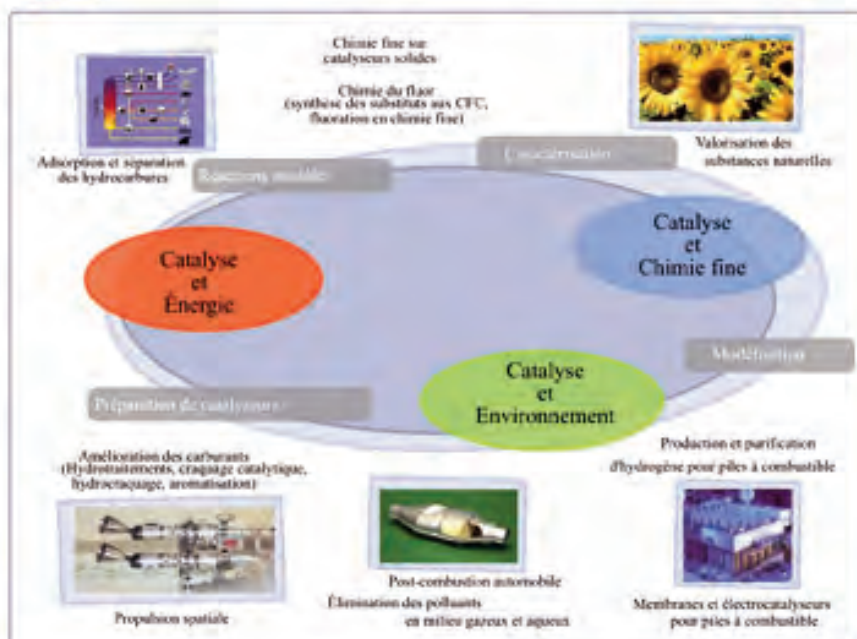 Chimie fine sur
catalyseurs solides
Chimie du fluor
(synthèse des substituts aux CFC,
fluoration en chimie fine)
Adsorption et séparation
des hydrocarbures
Valorisation des
substances naturelles
Caractérisation
Réactions modèles
Catalyse
et
Énergie
Catalyse
et
Chimie fine
Modélisation
Catalyse
et
Environnement
Préparation de catalyseurs
Amélioration des carburants
(Hydrotraitements, craquage catalytique,
hydrocraquage, aromatisation)
Production et purification
d'hydrogène pour piles à combustible
Post-combustion automobile
Élimination des polluants
en milieu gazeux et aqueux
Propulsion spatiale
Membranes et électrocatalyseurs
pour piles à combustible